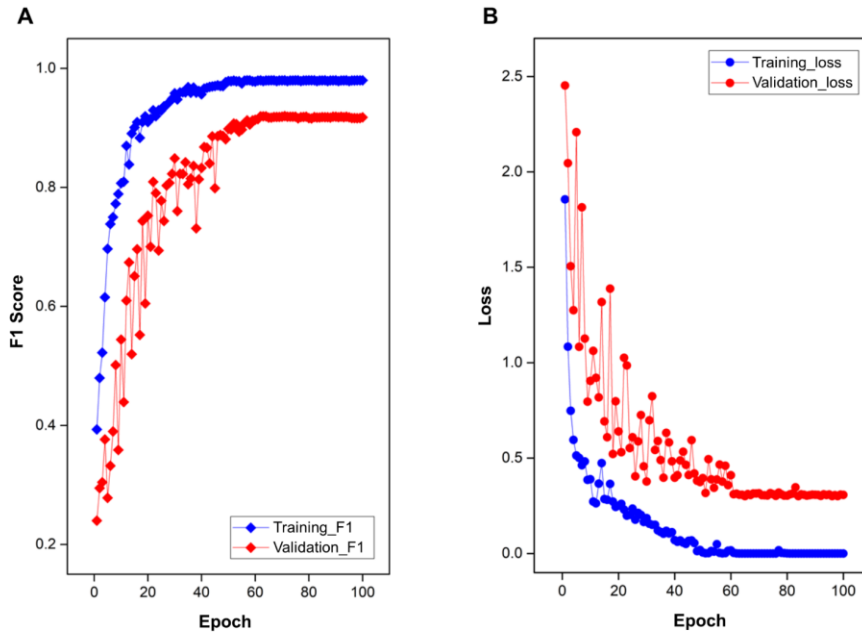 A
1.0
0.8
0.6
0.4
0.2
F1 Score
Training_F1
Validation_F1
0 20 40 60 80 100
Epoch
B
2.5
2.0
1.5
1.0
0.5
0.0
Loss
Training_loss
Validation_loss
0 20 40 60 80 100
Epoch